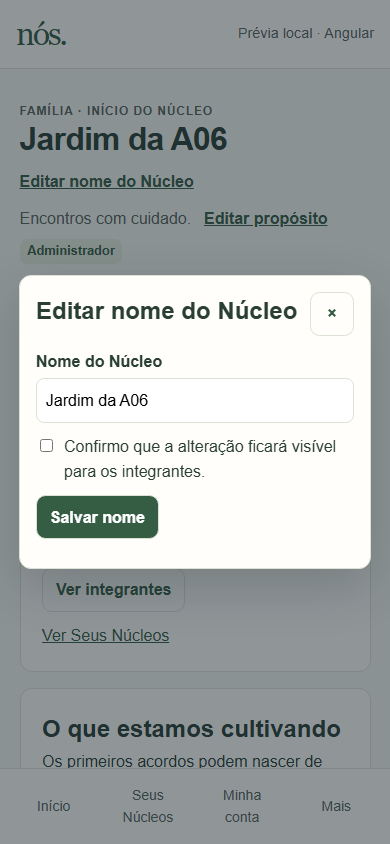 nós.
Prévia local · Angular
FAMÍLIA · INÍCIO DO NÚCLEO
Jardim da A06
Editar nome do Núcleo
Encontros com cuidado. Editar propósito
Administrador
Editar nome do Núcleo
×
Nome do Núcleo
Jardim da A06
Confirmo que a alteração ficará visível
para os integrantes.
Salvar nome
Ver integrantes
Ver Seus Núcleos
O que estamos cultivando
Os primeiros acordos podem nascer de
Início
Seus
Núcleos
Minha
conta
Mais